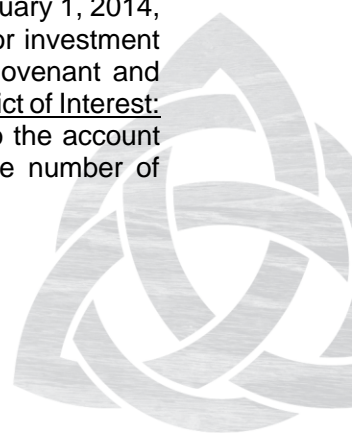 uary 1, 2014,
or investment
ovenant and
ict of Interest:
o the account
e number of